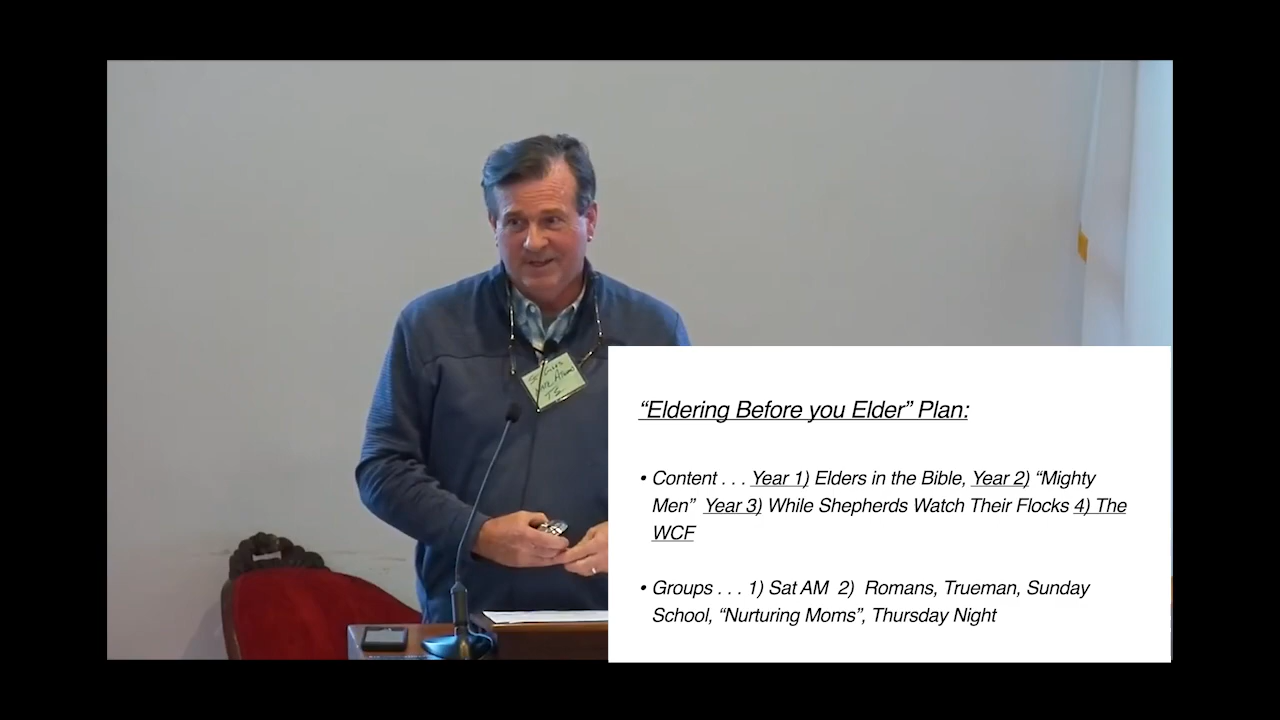 “Eldering Before you Elder” Plan:
• Content . . . Year 1) Elders in the Bible, Year 2) “Mighty
Men” Year 3) While Shepherds Watch Their Flocks 4) The
WCF
• Groups . . . 1) Sat AM 2) Romans, Trueman, Sunday
School, “Nurturing Moms”, Thursday Night